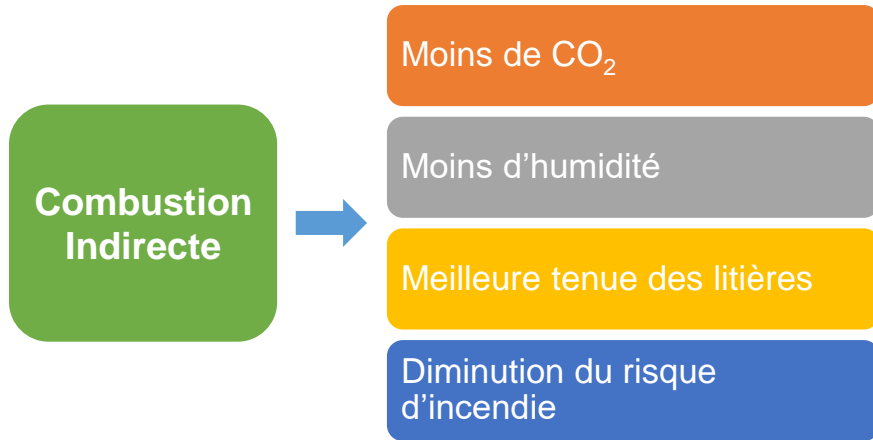 Combustion
Indirecte
Moins de CO₂
Moins d’humidité
Meilleure tenue des litières
Diminution du risque
d’incendie